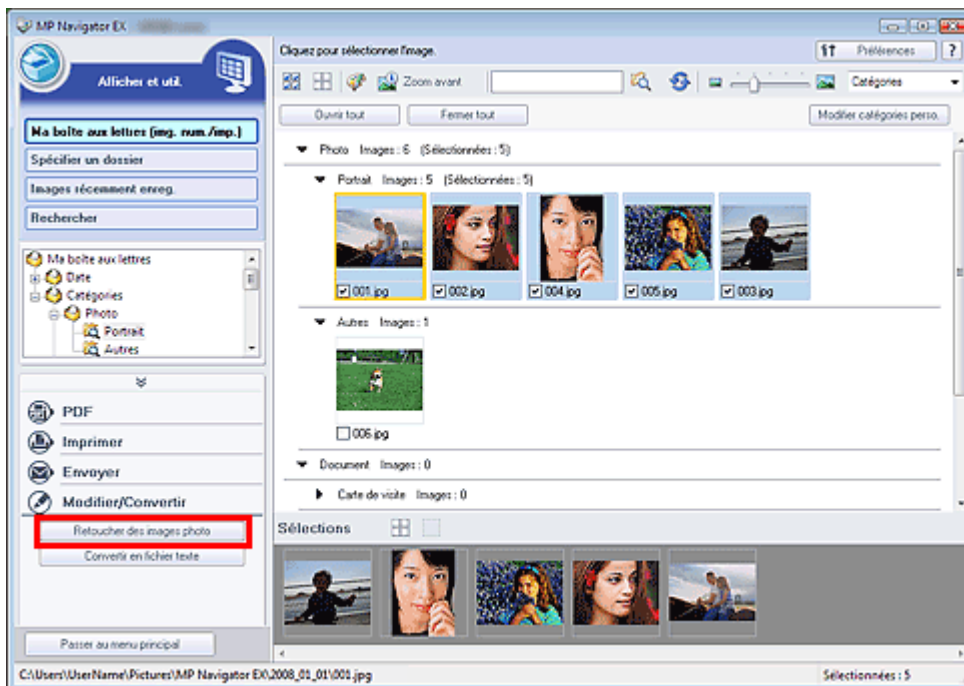 MP Navigator EX
Afficher et util.
Ma boîte aux lettres (img. num./imp.)
Spécifier un dossier
Images récemment enreg.
Rechercher
Ma boîte aux lettres
Date
Catégories
Photo
Portrait
Autres
PDF
Imprimer
Envoyer
Modifier/Convertir
Retoucher des images photo
Convertir en fichier texte
Passer au menu principal
Cliquez pour sélectionner l'image.
Préférences ?
Zoom avant
Catégories
Ouvrir tout Fermer tout Modifier catégories perso.
Photo Images : 6 (Sélectionnées : 5)
Portrait Images : 5 (Sélectionnées : 5)
001.jpg 002.jpg 004.jpg 005.jpg 003.jpg
Autres Images : 1
006.jpg
Document Images : 0
Carte de visite Images : 0
Sélections
C:\Users\UserName\Pictures\MP Navigator EX\2008_01_01\001.jpg
Sélectionnées : 5